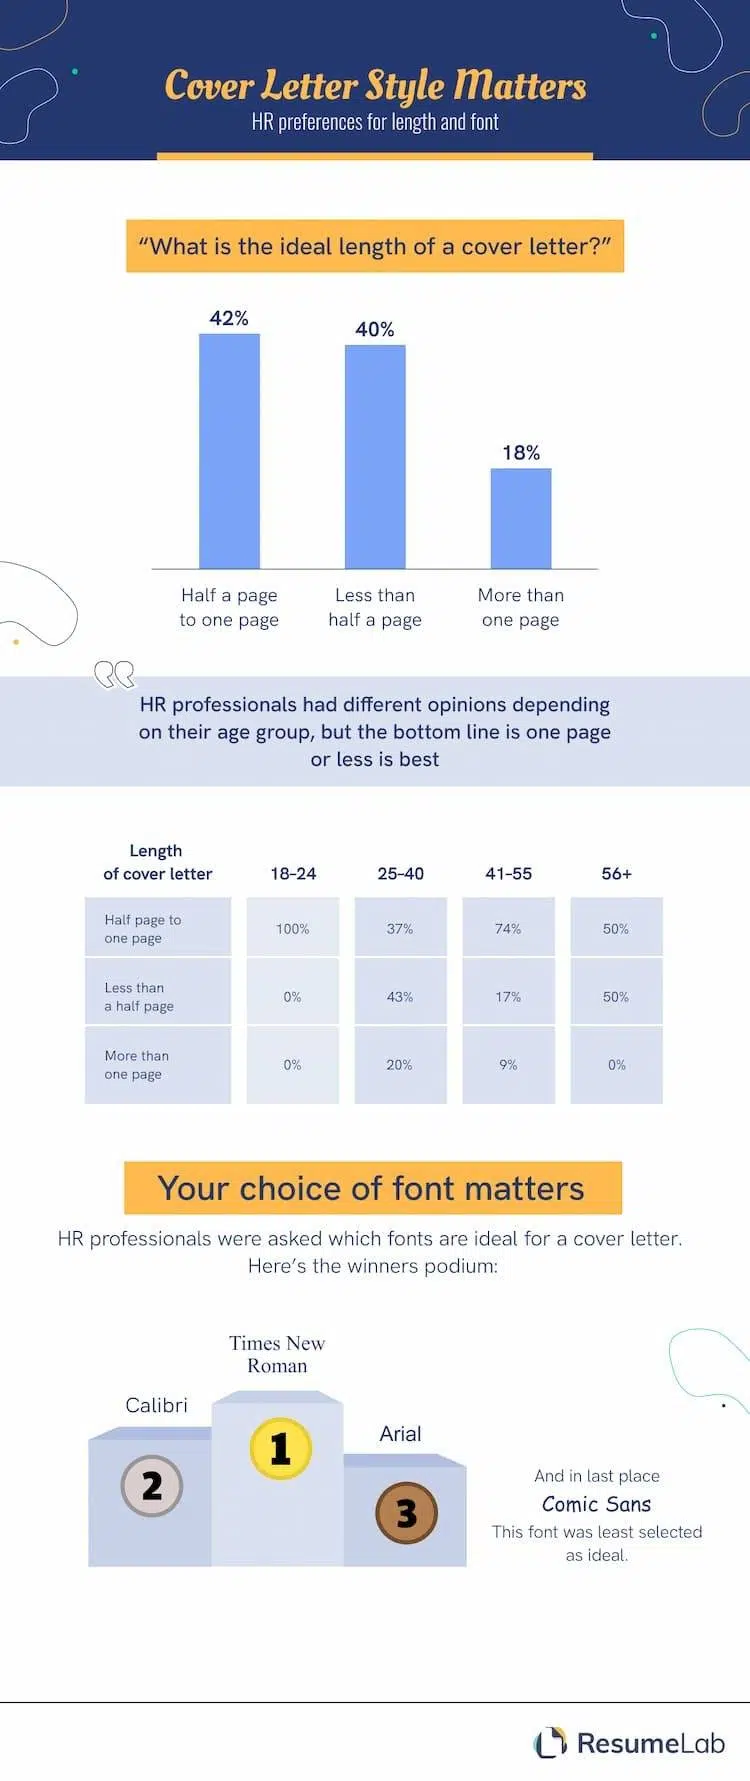 Cover Letter Style Matters
HR preferences for length and font
“What is the ideal length of a cover letter?”
42%
40%
18%
Half a page
to one page
Less than
half a page
More than
one page
HR professionals had different opinions depending
on their age group, but the bottom line is one page
or less is best
Length
of cover letter
18-24
25-40
41-55
56+
Half page to
one page
100%
37%
74%
50%
Less than
a half page
0%
43%
17%
50%
More than
one page
0%
20%
9%
0%
Your choice of font matters
HR professionals were asked which fonts are ideal for a cover letter.
Here’s the winners podium:
Times New
Roman
Calibri
Arial
1
2
3
And in last place
Comic Sans
This font was least selected
as ideal.
ResumeLab